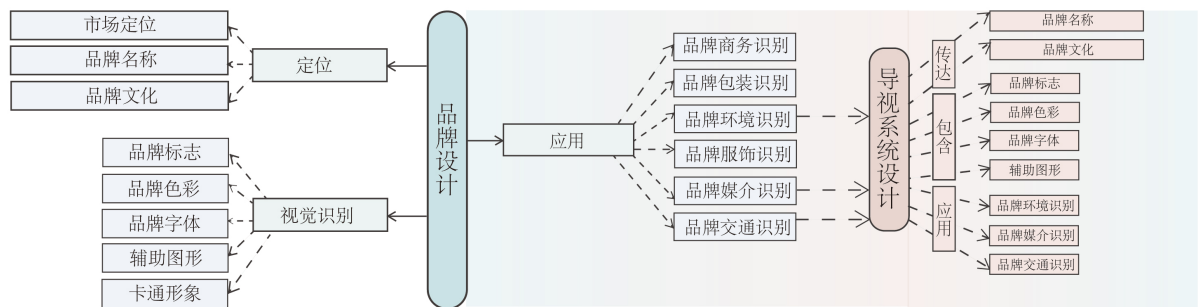 市场定位
品牌名称
品牌文化
定位
品牌标志
品牌色彩
品牌字体
辅助图形
卡通形象
视觉识别
品牌设计
应用
品牌商务识别
品牌包装识别
品牌环境识别
品牌服饰识别
品牌媒介识别
品牌交通识别
导视系统设计
传达
品牌名称
品牌文化
包含
品牌标志
品牌色彩
品牌字体
辅助图形
应用
品牌环境识别
品牌媒介识别
品牌交通识别